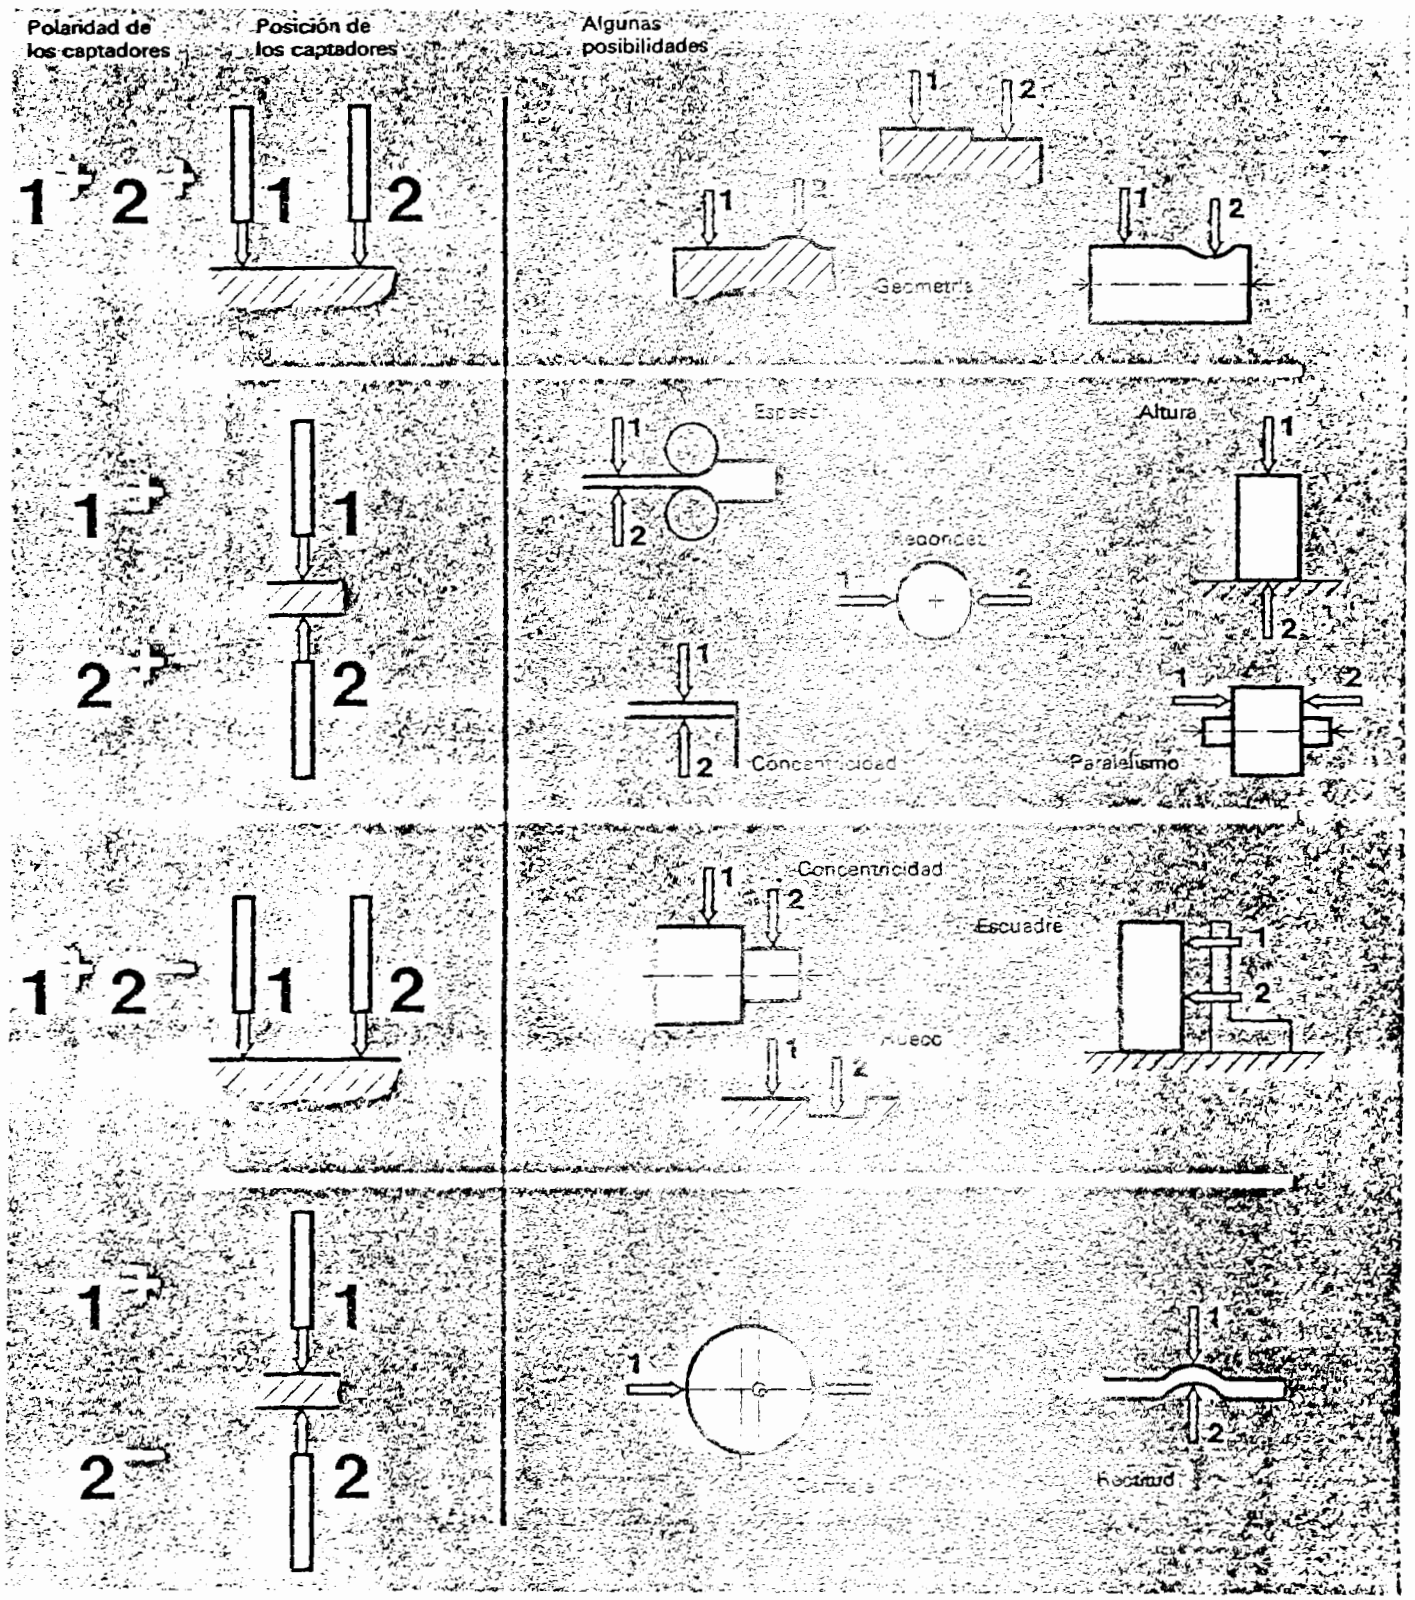 Polaridad de
los captadores
Posición de
los captadores
Algunas
posibilidades
1 2
1 2
1 2
1 2
1 2
Geometría
1
1
2
2
Espesor
Altura
1
2
Redondez
1 2
1
2
1
2
Concentricidad
1 2
Paralelismo
1 2
1 2
Concentricidad
1 2
Escuadre
1
2
Hueco
1 2
1
1
2
2
1
1
2
Rectitud